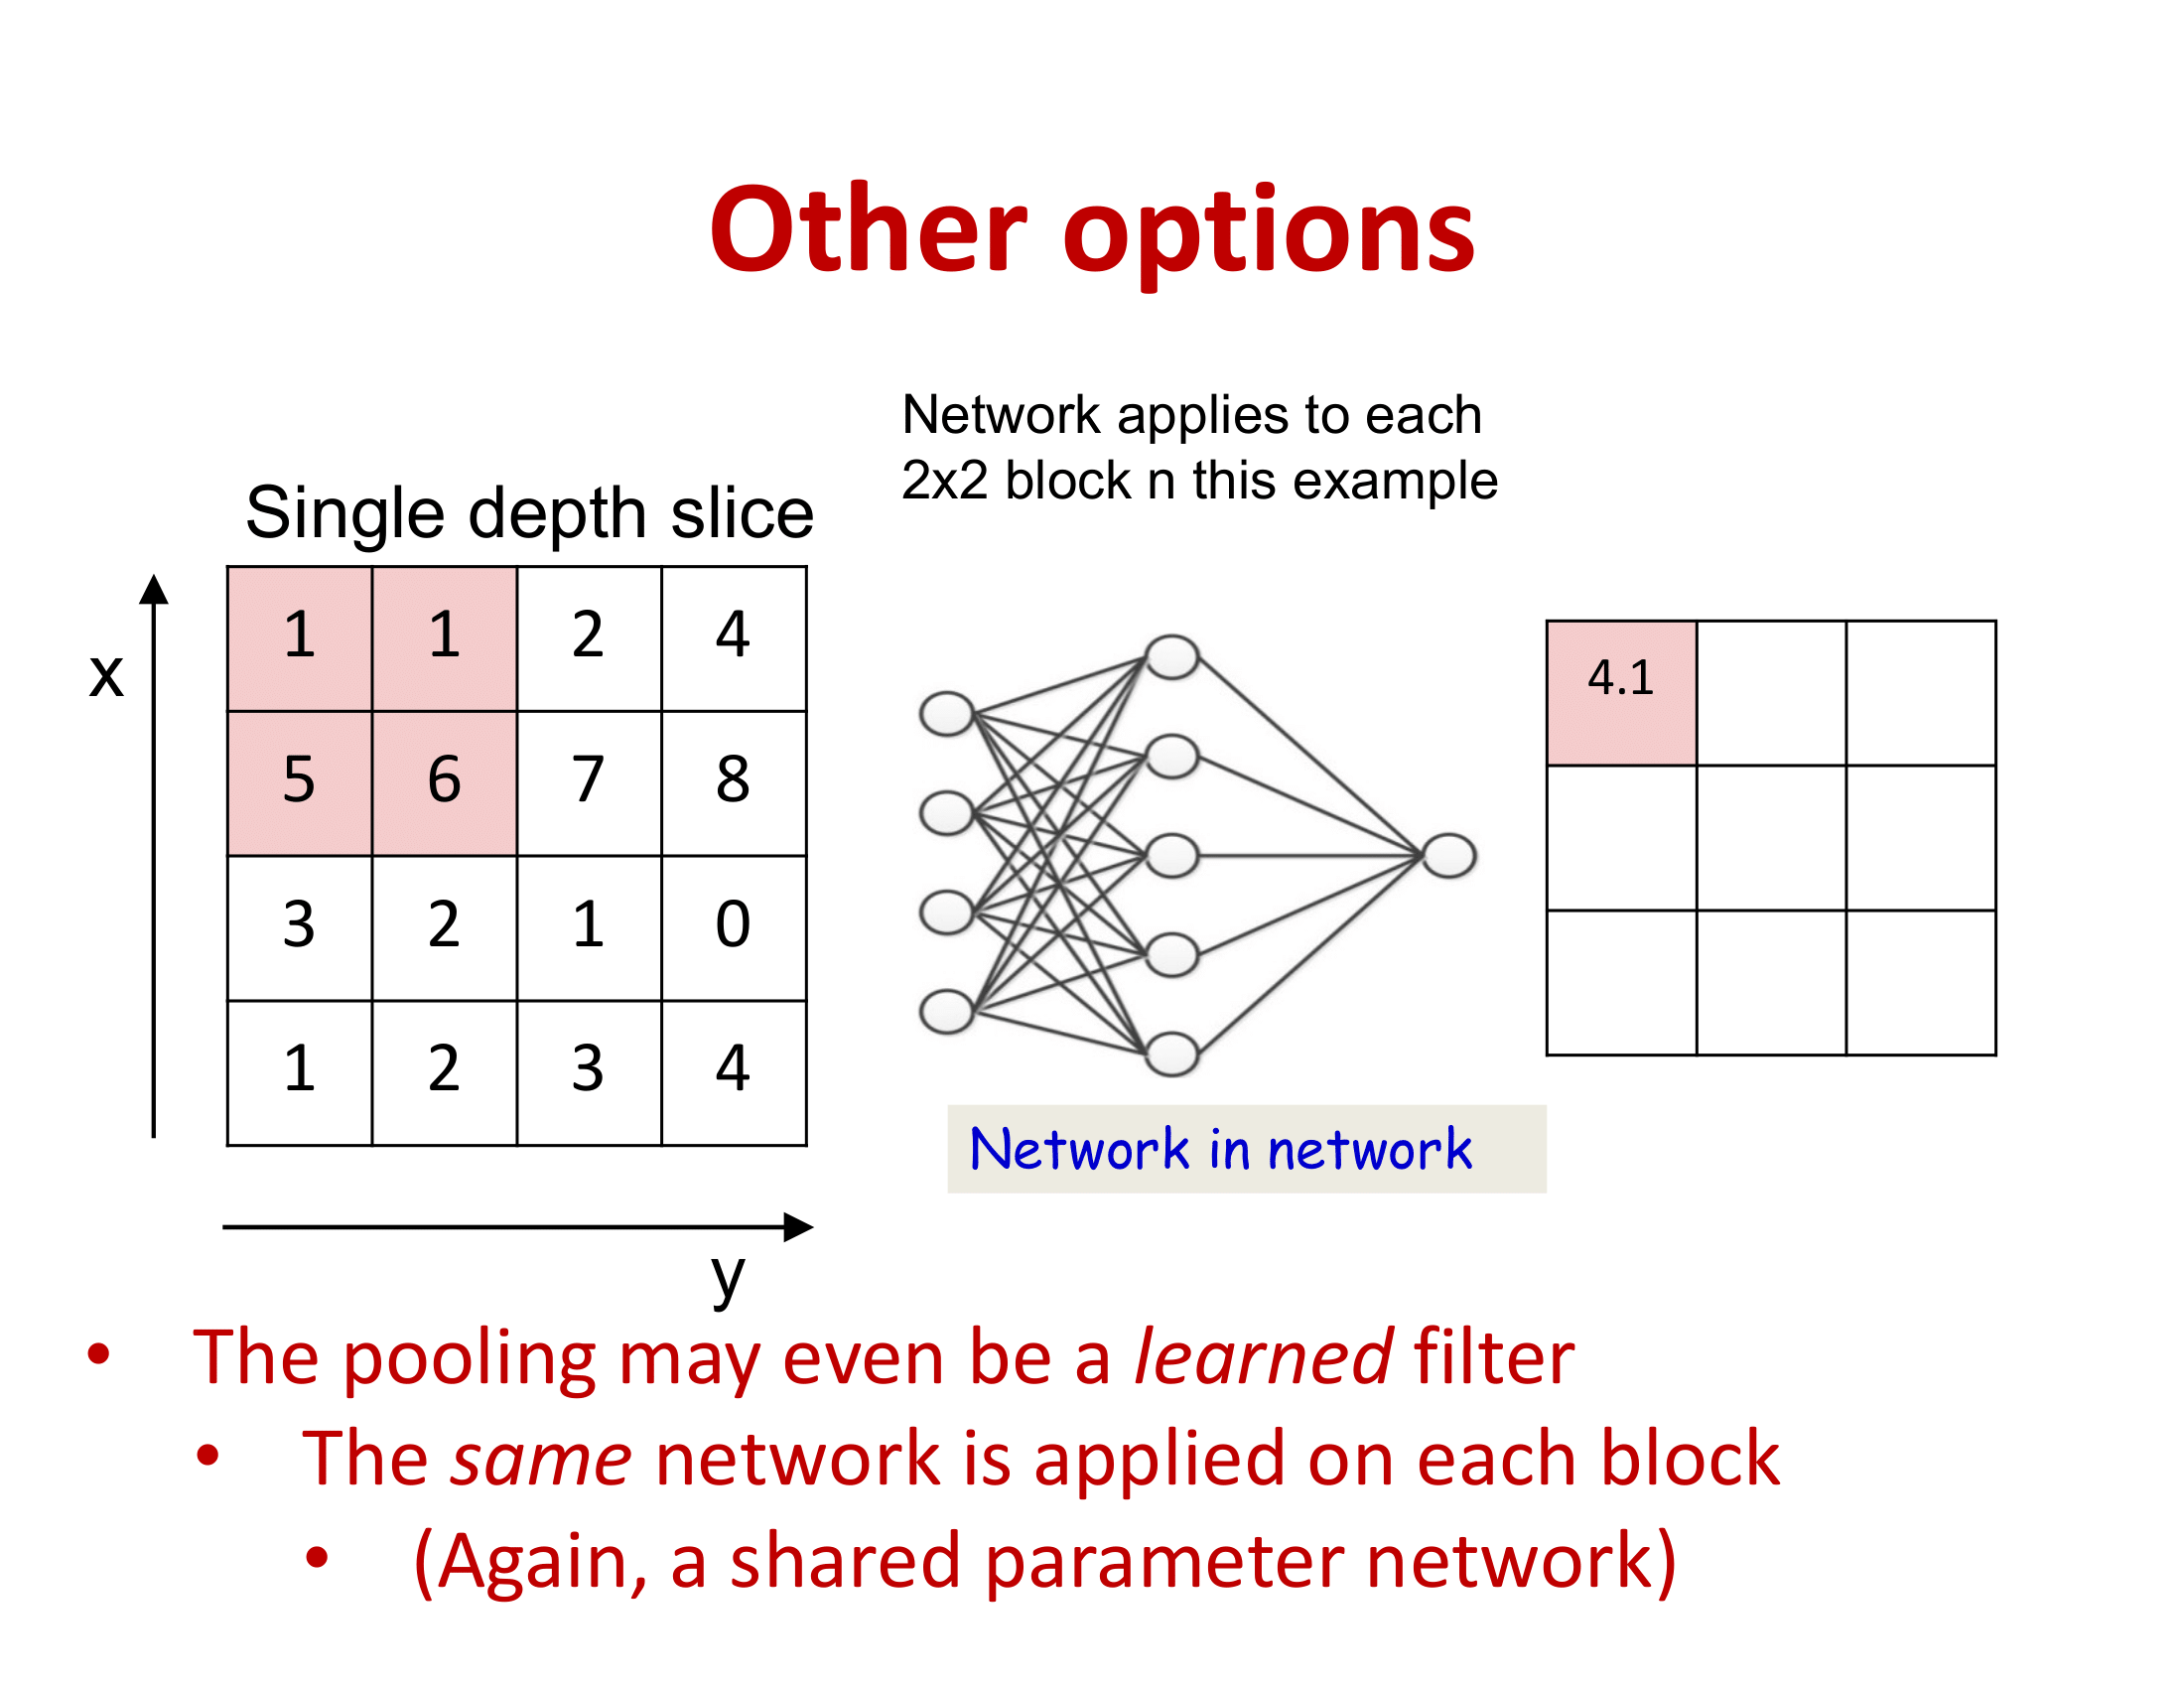 Other options
Network applies to each
2x2 block n this example
Single depth slice
x
1 1 2 4
5 6 7 8
3 2 1 0
1 2 3 4
y
4.1
Network in network
• The pooling may even be a learned filter
• The same network is applied on each block
• (Again, a shared parameter network)